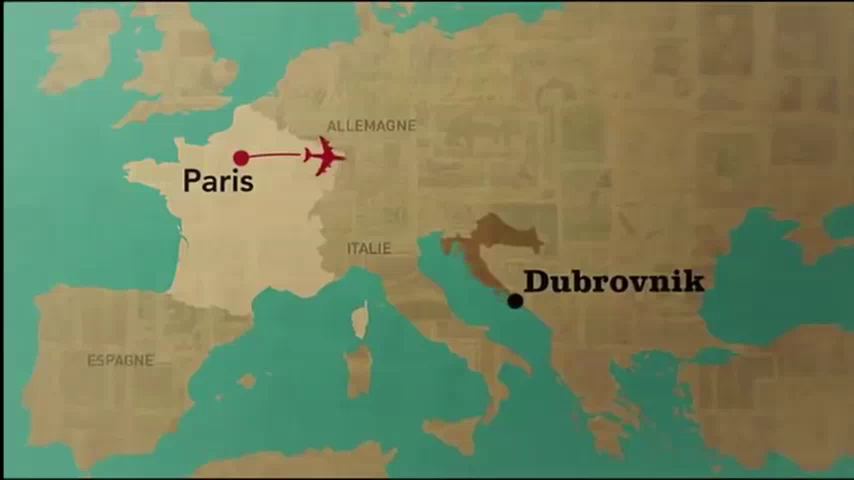 ALLEMAGNE
Paris
ITALIE
Dubrovnik
ESPAGNE